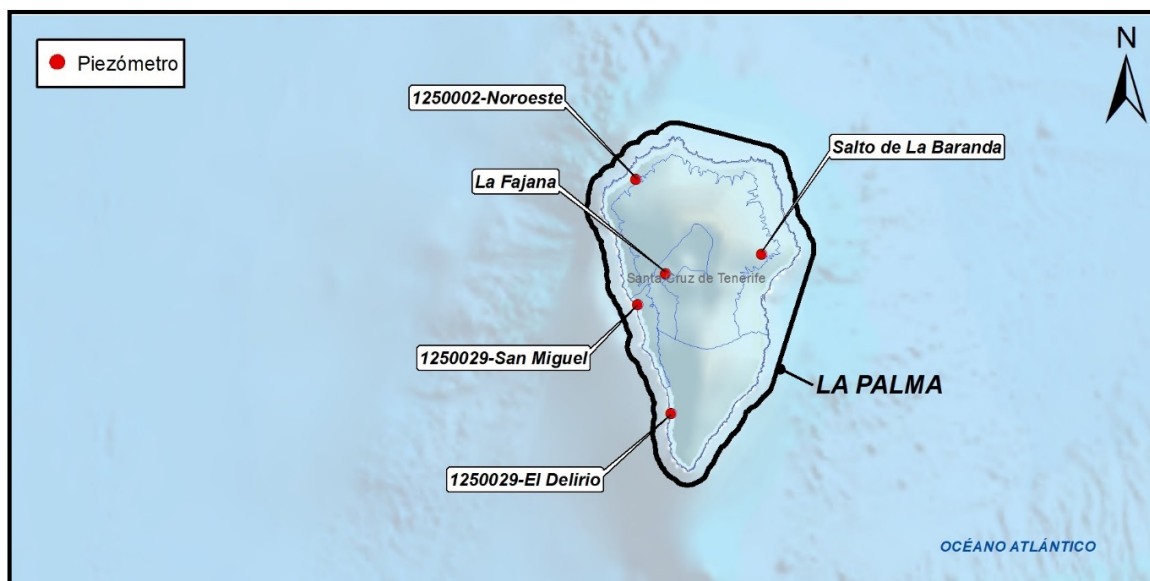 Piezómetro
N
1250002-Noroeste
Salto de La Baranda
La Fajana
Santa Cruz de Tenerife
1250029-San Miguel
LA PALMA
1250029-El Delirio
OCÉANO ATLÁNTICO